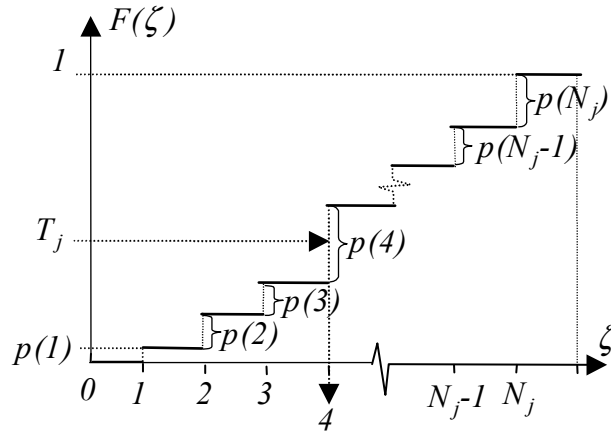 F(ζ)
1
p(N_j)
p(N_j-1)
T_j
p(4)
p(3)
p(2)
p(1)
ζ
0 1 2 3 4 N_j-1 N_j